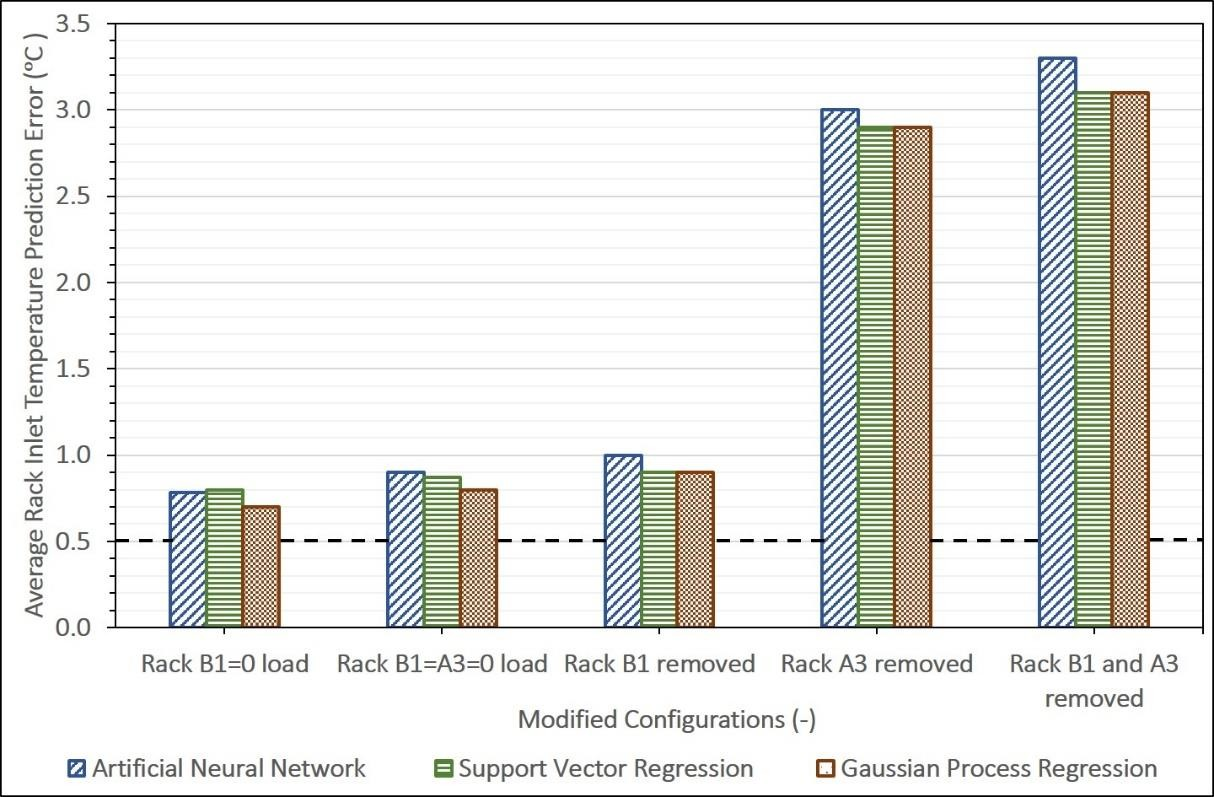 Average Rack Inlet Temperature Prediction Error (ºC )
3.5
3.0
2.5
2.0
1.5
1.0
0.5
0.0
Rack B1=0 load
Rack B1=A3=0 load
Rack B1 removed
Rack A3 removed
Rack B1 and A3
removed
Modified Configurations (-)
Artificial Neural Network
Support Vector Regression
Gaussian Process Regression